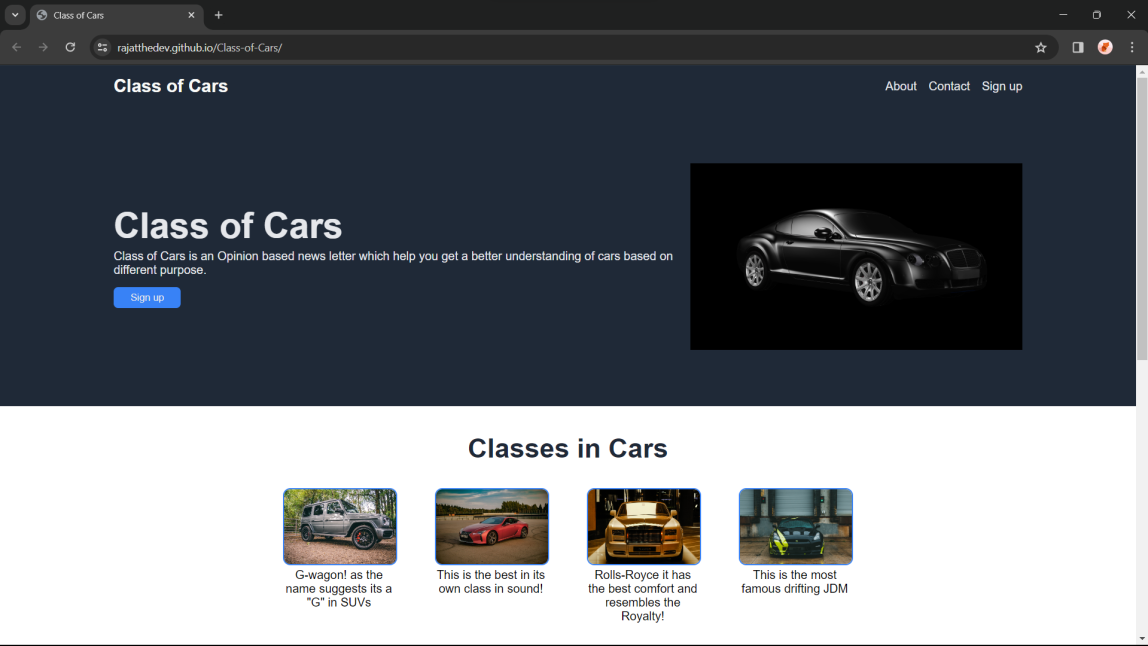 Class of Cars
rajatthedev.github.io/Class-of-Cars/
Class of Cars
About Contact Sign up
Class of Cars
Class of Cars is an Opinion based news letter which help you get a better understanding of cars based on
different purpose.
Sign up
Classes in Cars
G-wagon! as the
name suggests its a
"G" in SUVs
This is the best in its
own class in sound!
Rolls-Royce it has
the best comfort and
resembles the
Royalty!
This is the most
famous drifting JDM